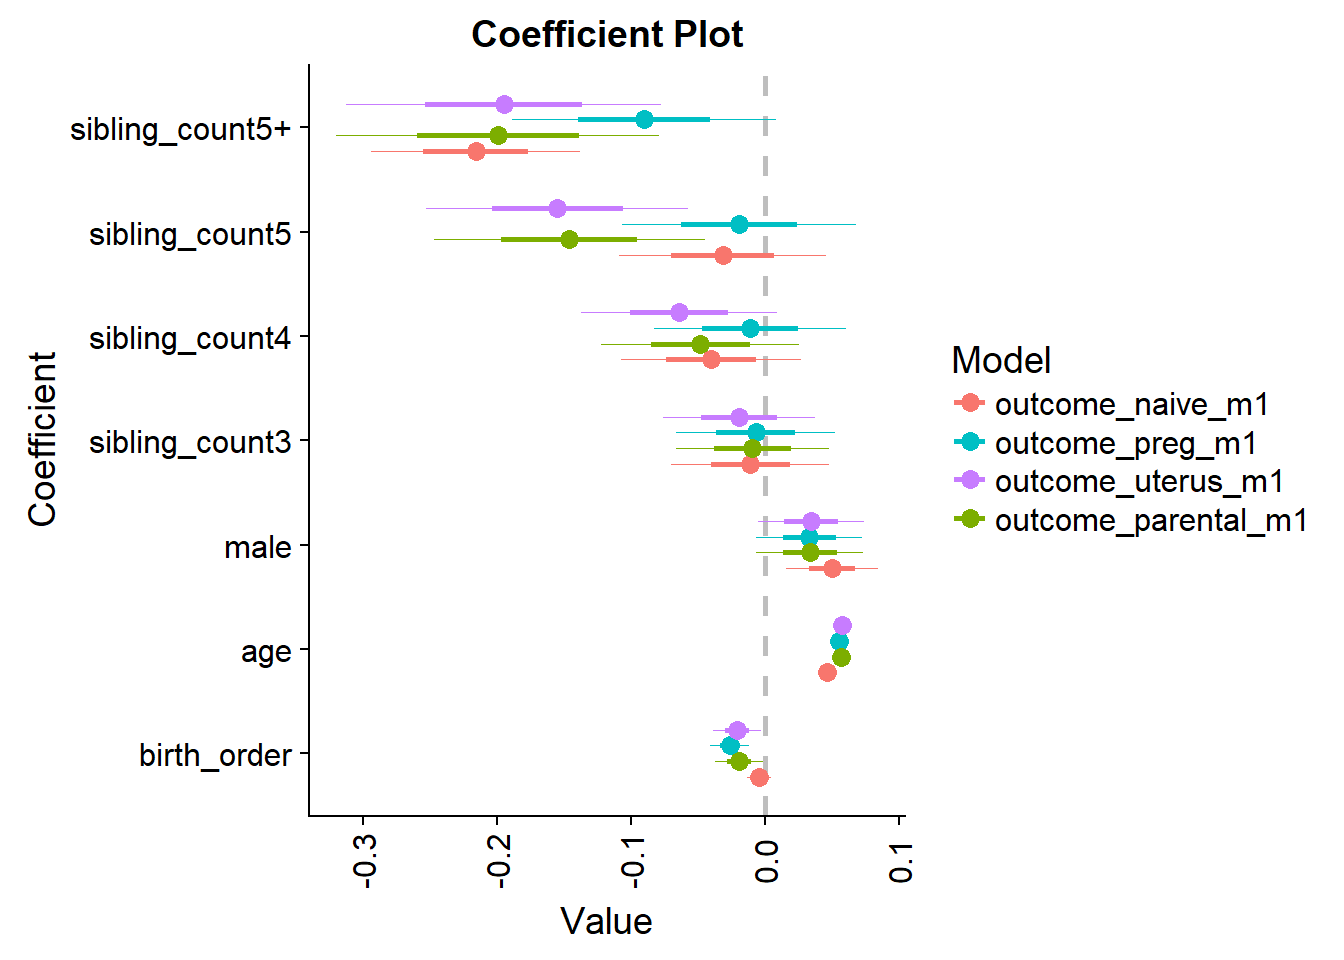 Coefficient Plot
Coefficient
sibling_count5+
sibling_count5
sibling_count4
sibling_count3
male
age
birth_order
-0.3
-0.2
-0.1
0.0
0.1
Value
Model
outcome_naive_m1
outcome_preg_m1
outcome_uterus_m1
outcome_parental_m1